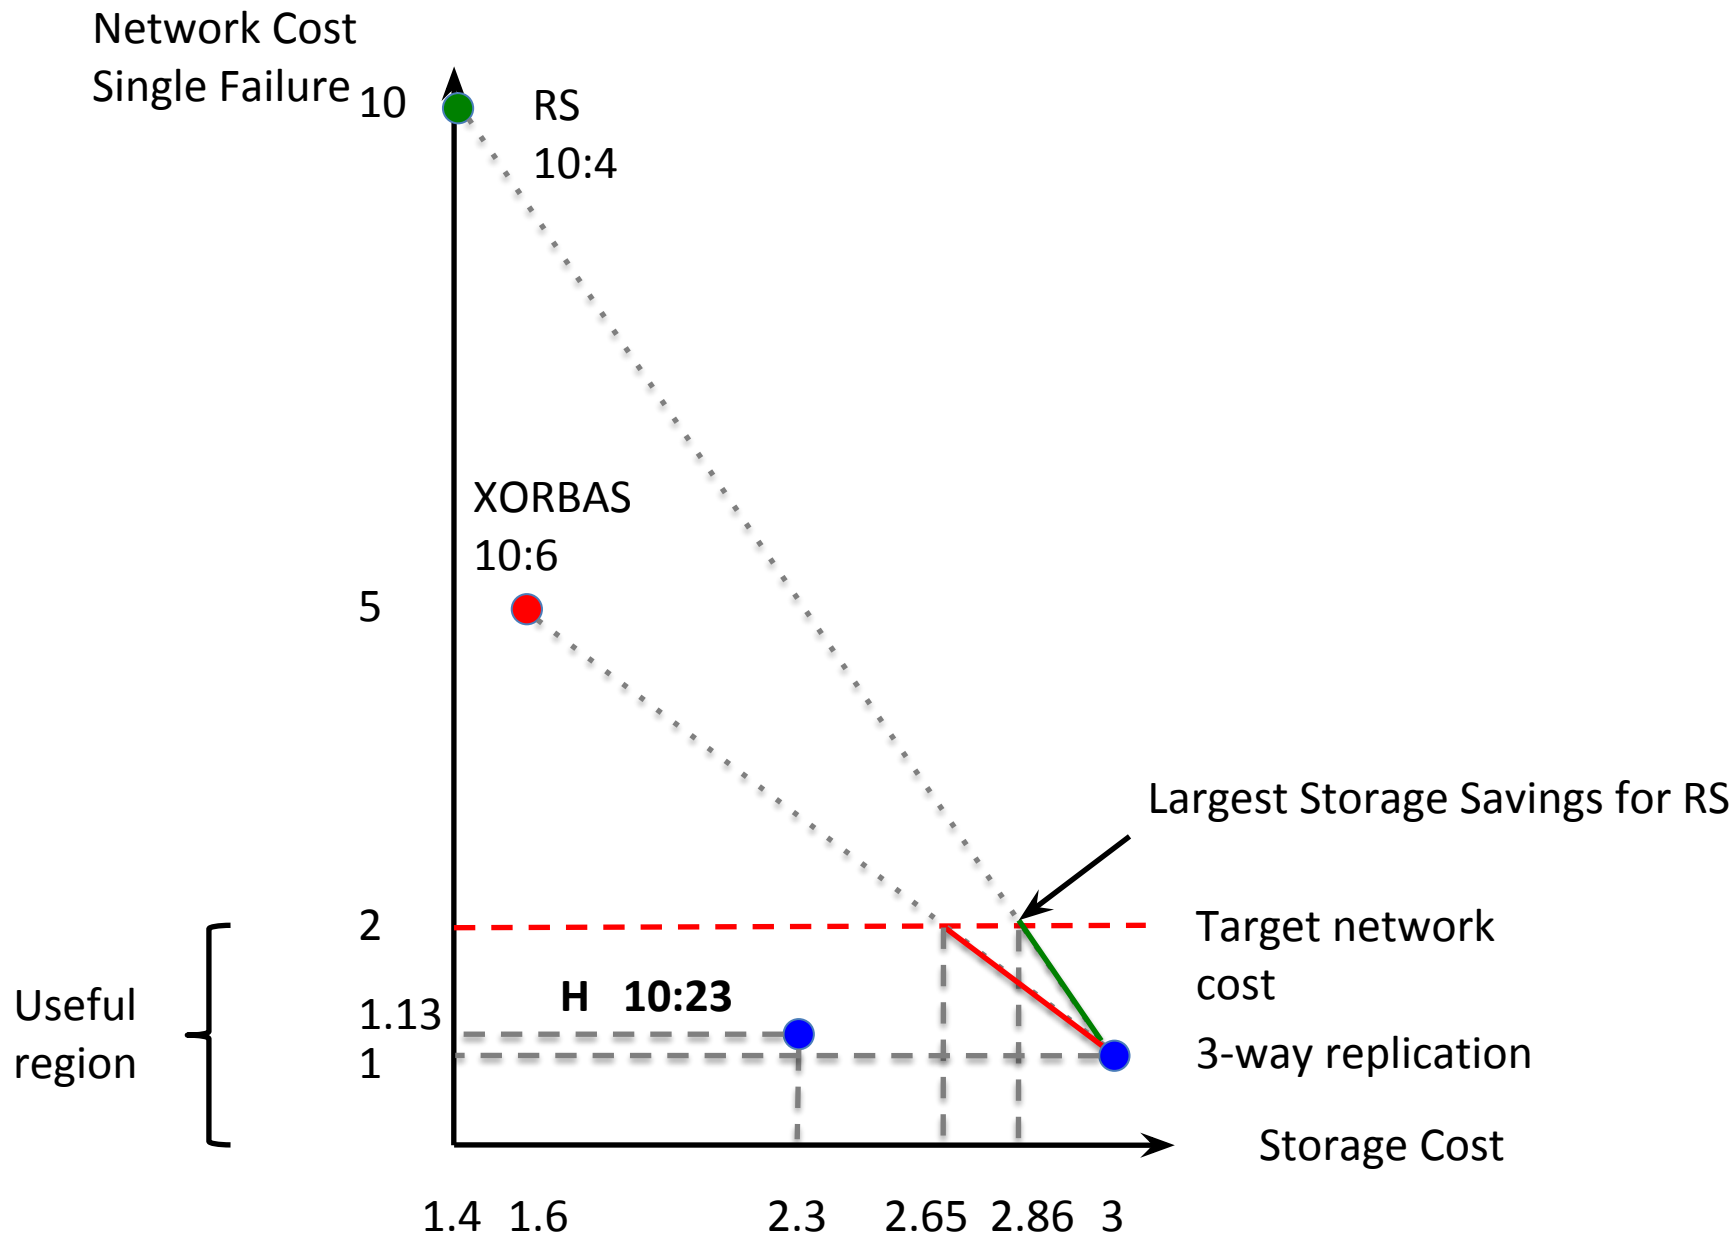 Network Cost
Single Failure
10
RS
10:4
XORBAS
10:6
5
Largest Storage Savings for RS
2
Target network
cost
H 10:23
Useful
region
1.13
1
3-way replication
Storage Cost
1.4 1.6 2.3 2.65 2.86 3